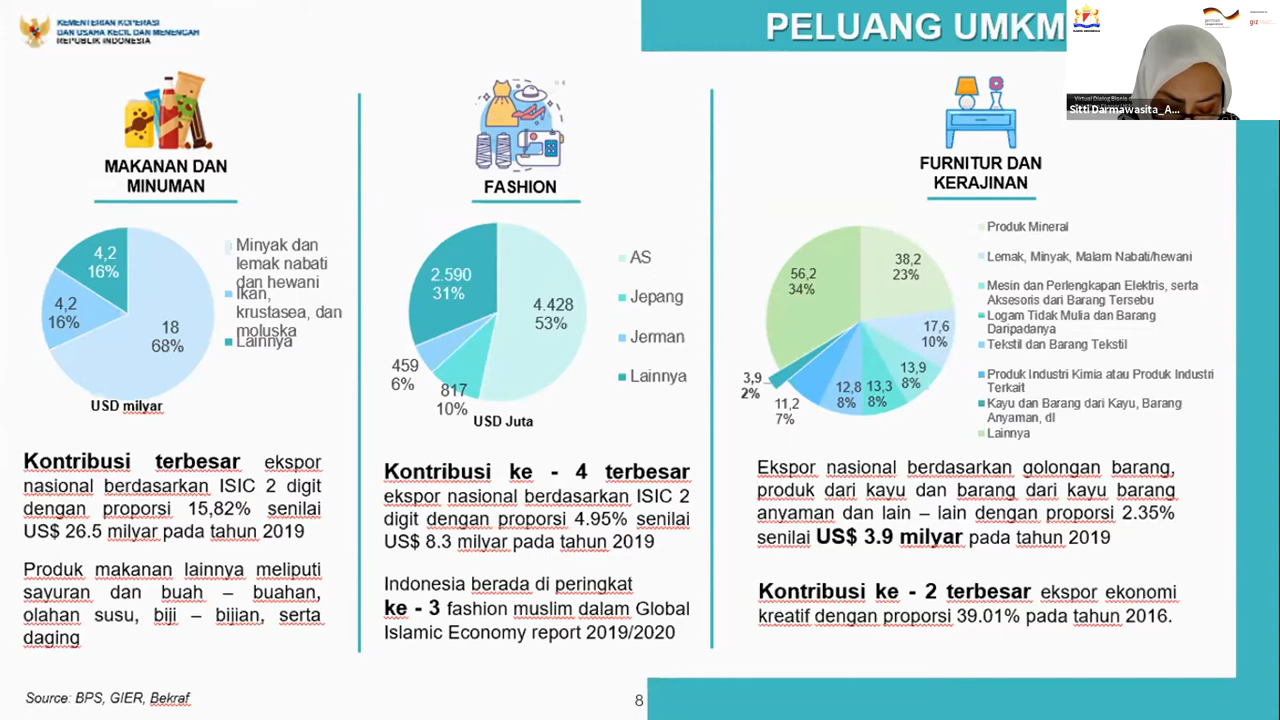 KEMENTERIAN KOPERASI
DAN USAHA KECIL DAN MENENGAH
REPUBLIK INDONESIA
PELUANG UMKM
KADIN INDONESIA
german
cooperation
giz
Virtual Dialog Bisnis d
Sitti Darmawasita_A...
MAKANAN DAN
MINUMAN
4,2
16%
4,2
16%
18
68%
Minyak dan
lemak nabati
dan hewani
Ikan,
krustasea, dan
moluska
Lainnya
USD milyar
Kontribusi terbesar ekspor
nasional berdasarkan ISIC 2 digit
dengan proporsi 15,82% senilai
US$ 26.5 milyar pada tahun 2019
Produk makanan lainnya meliputi
sayuran dan buah – buahan,
olahan susu, biji – bijian, serta
daging
FASHION
2.590
31%
4.428
53%
459
6%
817
10%
AS
Jepang
Jerman
Lainnya
USD Juta
Kontribusi ke - 4 terbesar
ekspor nasional berdasarkan ISIC 2
digit dengan proporsi 4.95% senilai
US$ 8.3 milyar pada tahun 2019
Indonesia berada di peringkat
ke - 3 fashion muslim dalam Global
Islamic Economy report 2019/2020
FURNITUR DAN
KERAJINAN
56,2
34%
38,2
23%
17,6
10%
13,9
8%
13,3
8%
12,8
8%
11,2
7%
3,9
2%
Produk Mineral
Lemak, Minyak, Malam Nabati/hewani
Mesin dan Perlengkapan Elektris, serta
Aksesoris dari Barang Tersebu
Logam Tidak Mulia dan Barang
Daripadanya
Tekstil dan Barang Tekstil
Produk Industri Kimia atau Produk Industri
Terkait
Kayu dan Barang dari Kayu, Barang
Anyaman, dl
Lainnya
Ekspor nasional berdasarkan golongan barang,
produk dari kayu dan barang dari kayu barang
anyaman dan lain – lain dengan proporsi 2.35%
senilai US$ 3.9 milyar pada tahun 2019
Kontribusi ke - 2 terbesar ekspor ekonomi
kreatif dengan proporsi 39.01% pada tahun 2016.
Source: BPS, GIER, Bekraf
8